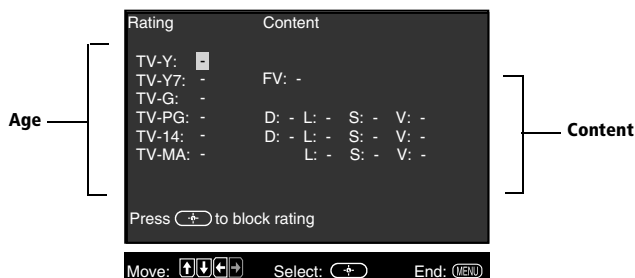 Rating Content
TV-Y: -
TV-Y7: - FV: -
TV-G: -
TV-PG: - D: - L: - S: - V: -
TV-14: - D: - L: - S: - V: -
TV-MA: - L: - S: - V: -
Age
Content
Press to block rating
Move: Select: End: MENU